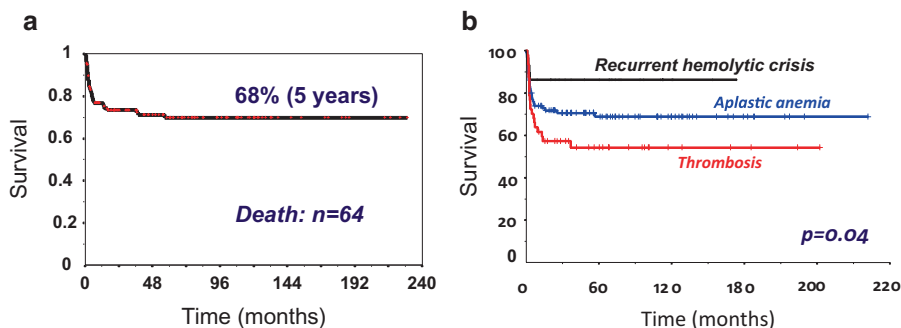 a
Survival
1
0.8
0.6
0.4
0.2
0
68% (5 years)
Death: n=64
0 48 96 144 192 240
Time (months)
b
Survival
100
80
60
40
20
0
Recurrent hemolytic crisis
Aplastic anemia
Thrombosis
p=0.04
0 60 120 180 200 220
Time (months)